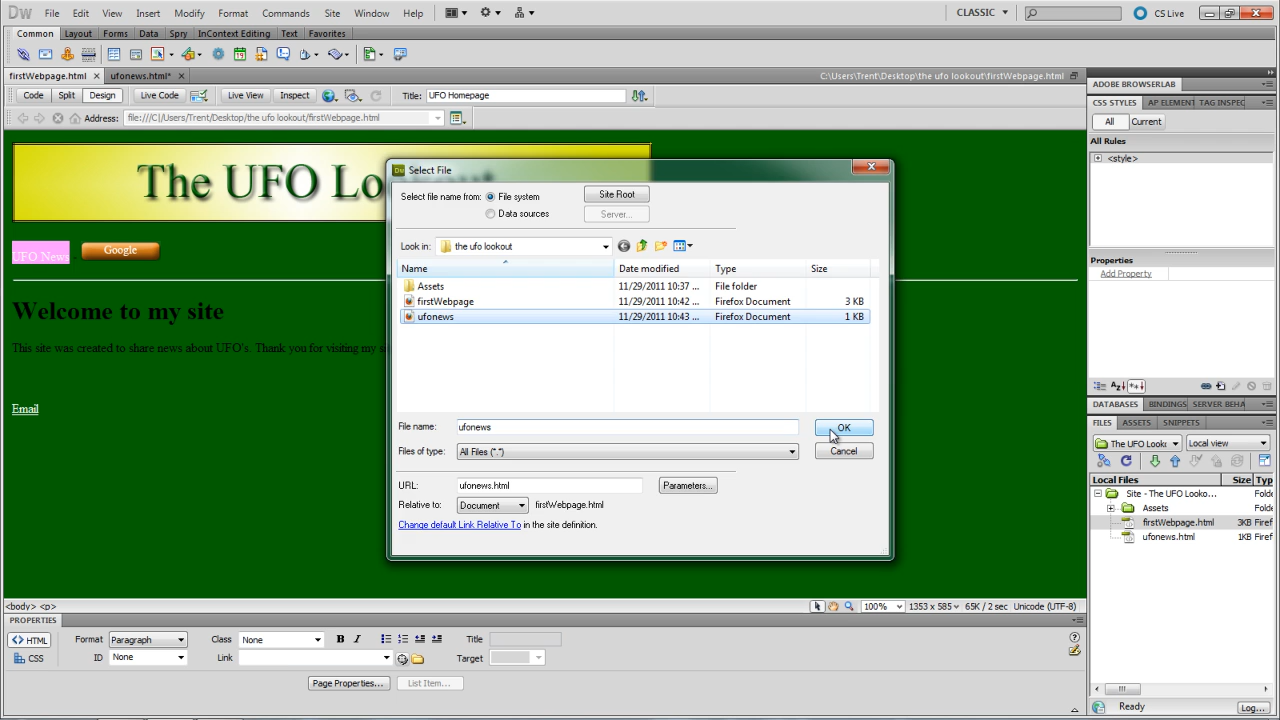 Dw File Edit View Insert Modify Format Commands Site Window Help CLASSIC CS Live
Common Layout Forms Data Spry InContext Editing Text Favorites
firstWebpage.html ufonews.html* C:\Users\Trent\Desktop\the ufo lookout\firstWebpage.html
Code Split Design Live Code Live View Inspect Title: UFO Homepage
Address: file:///C|/Users/Trent/Desktop/the ufo lookout/firstWebpage.html
The UFO Lo
UFO News - Google
Welcome to my site
This site was created to share news about UFO's. Thank you for visiting my
Email
Select File
Select file name from: File system Site Root
Data sources Server...
Look in: the ufo lookout
Name Date modified Type Size
Assets 11/29/2011 10:37 ... File folder
firstWebpage 11/29/2011 10:42 ... Firefox Document 3 KB
ufonews 11/29/2011 10:43 ... Firefox Document 1 KB
File name: ufonews OK
Files of type: All Files (*.*) Cancel
URL: ufonews.html Parameters...
Relative to: Document firstWebpage.html
Change default Link Relative To in the site definition.
<body> <p> 100% 1353 x 585 65K / 2 sec Unicode (UTF-8)
PROPERTIES
<> HTML Format Paragraph Class None B I Title
CSS ID None Link Target
Page Properties... List Item...
ADOBE BROWSERLAB
CSS STYLES AP ELEMENT TAG INSPEC
All Current
All Rules
<style>
Properties
Add Property
DATABASES BINDINGS SERVER BEHA
FILES ASSETS SNIPPETS
The UFO Looke Local view
Local Files Size Typ
Site - The UFO Looko... Folde
Assets Folde
firstWebpage.html 3KB Firef
ufonews.html 1KB Firef
Ready Log...